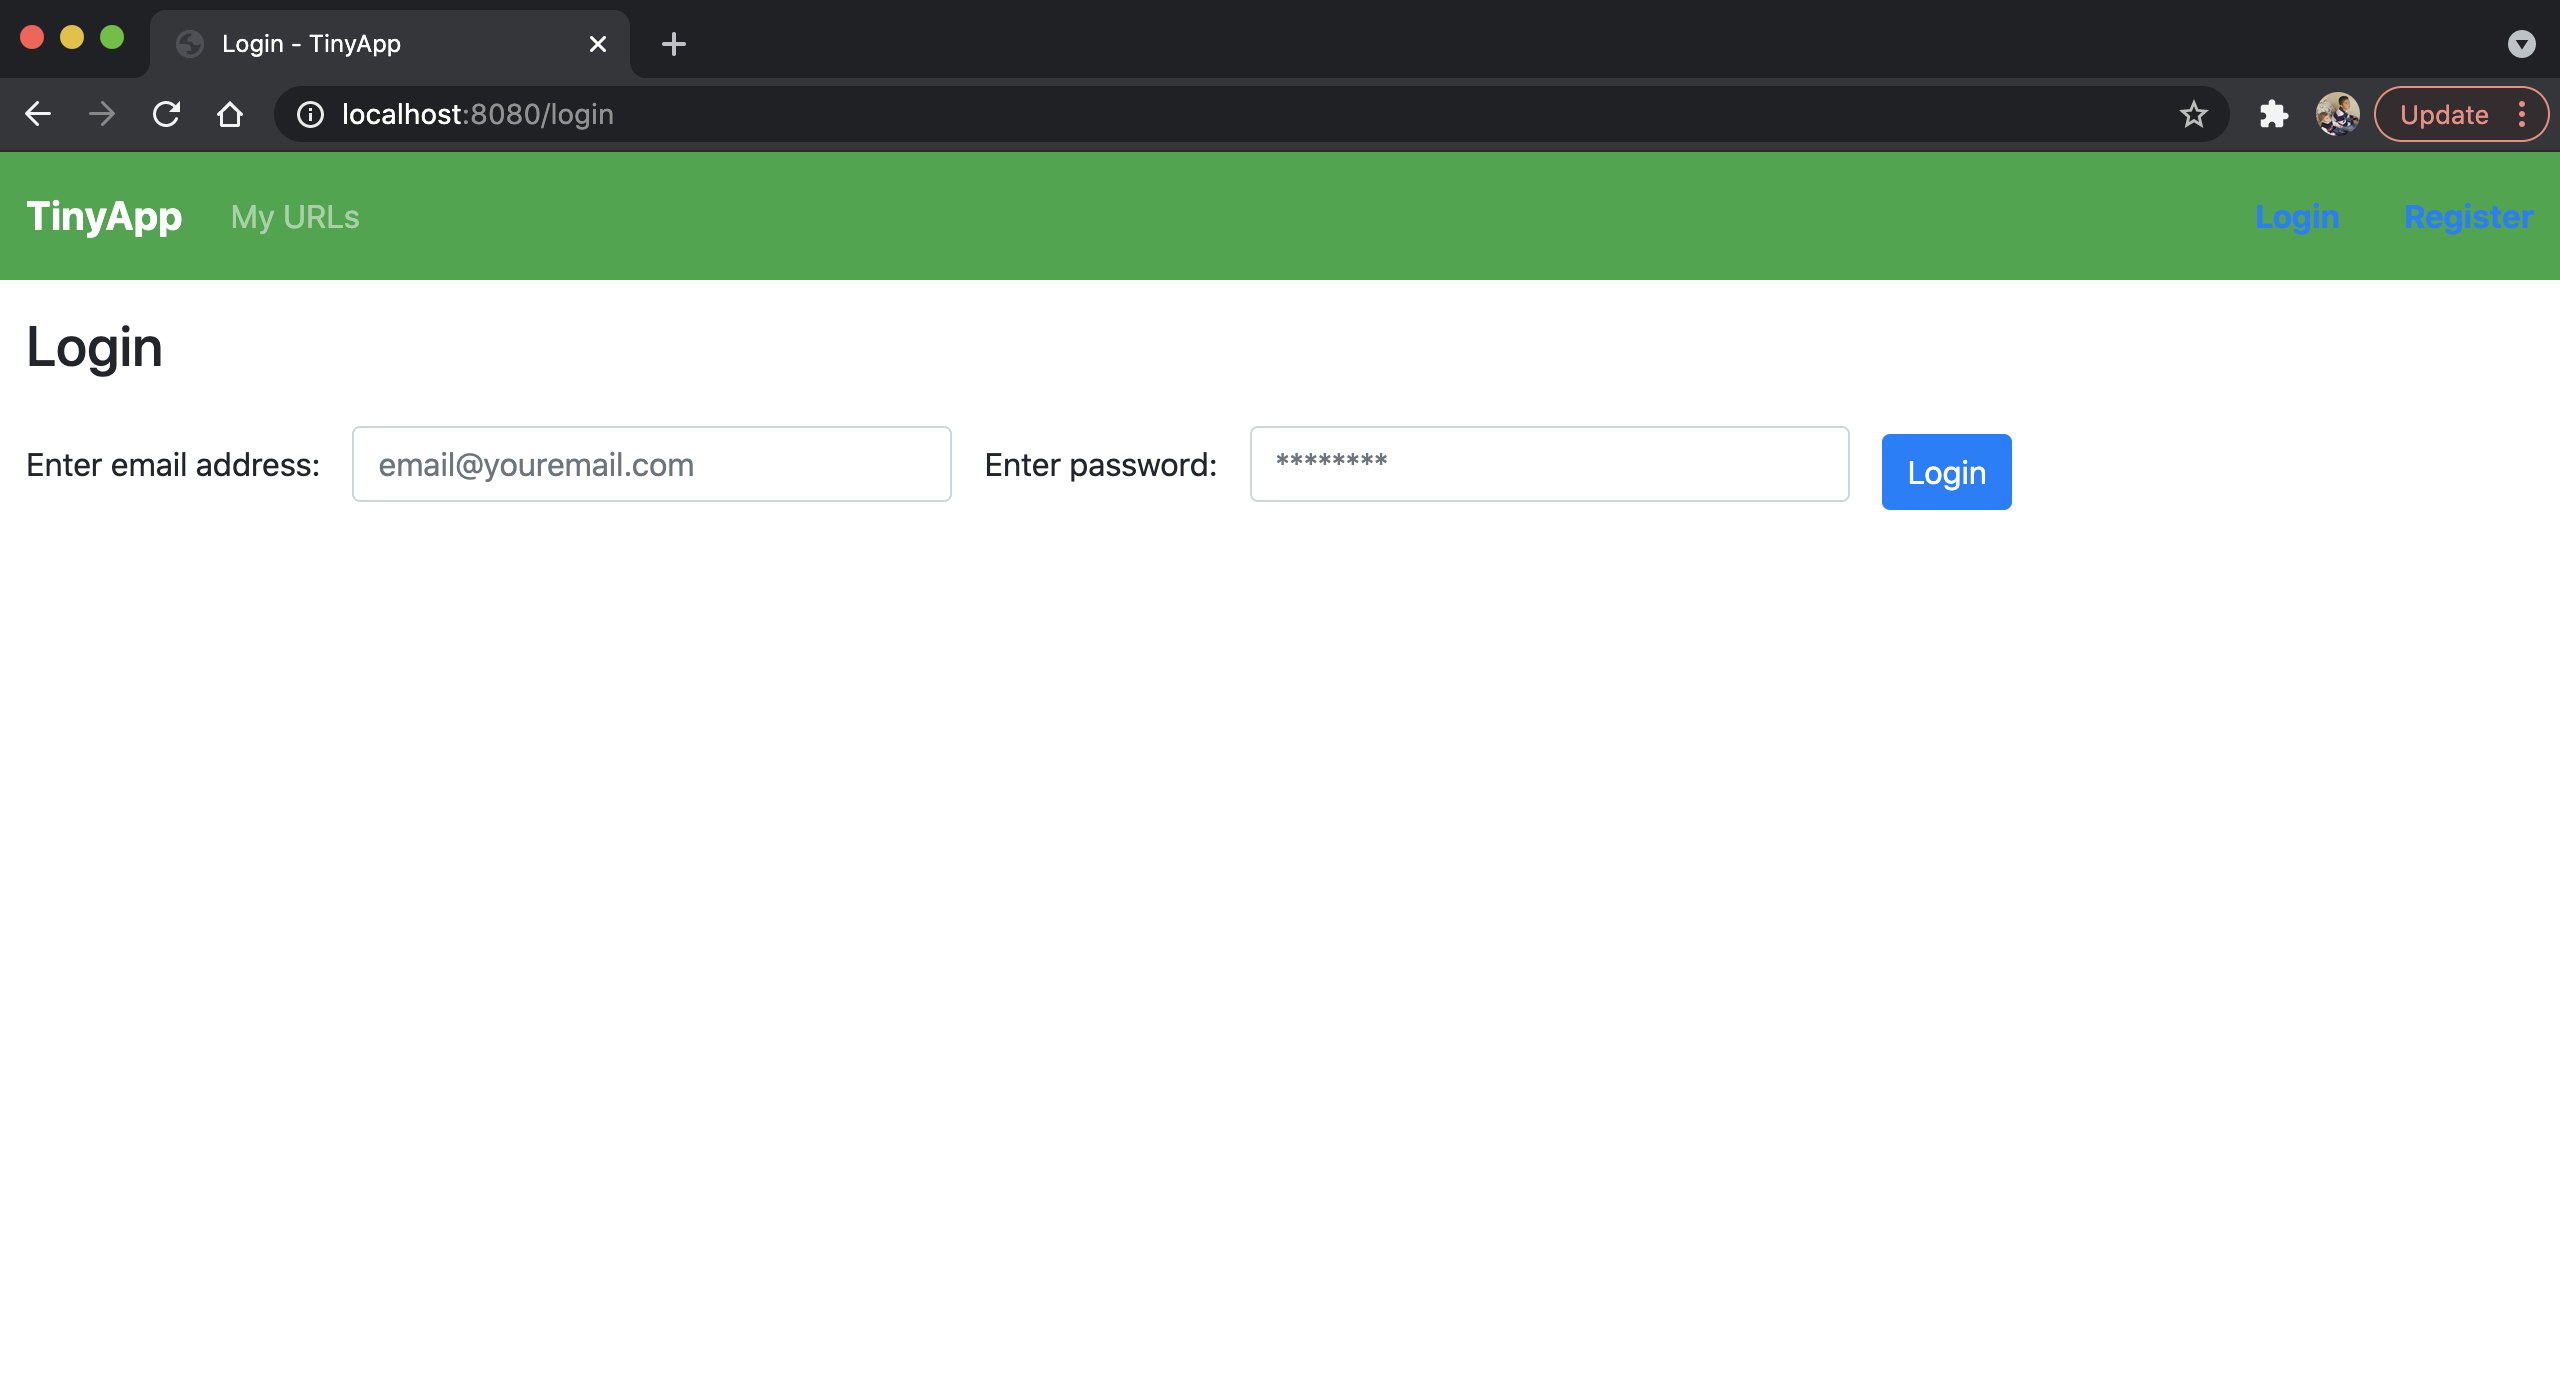 Login - TinyApp
localhost:8080/login
Update
TinyApp My URLs Login Register
Login
Enter email address: email@youremail.com Enter password: ******** Login